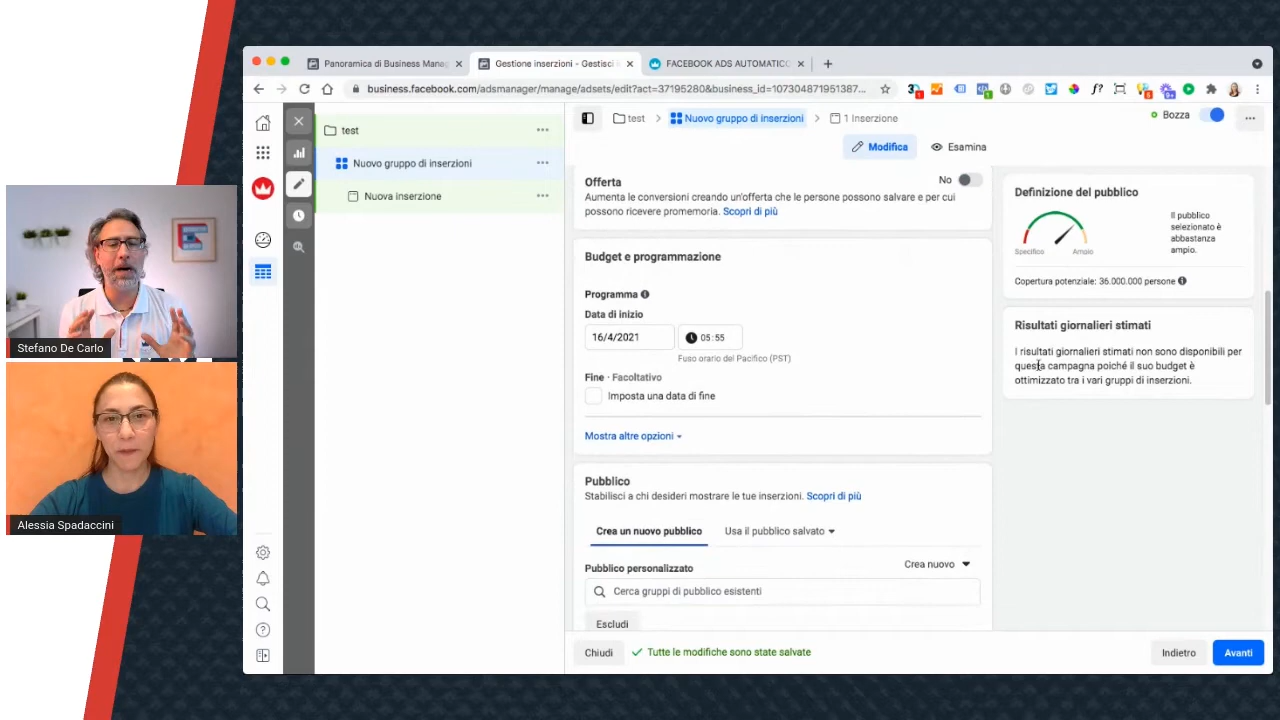 Panoramica di Business Mana
Gestione inserzioni - Gestisci
FACEBOOK ADS AUTOMATICO
business.facebook.com/adsmanager/manage/adsets/edit?act=37195280&business_id=107304871951387...
test
Nuovo gruppo di inserzioni
Nuova inserzione
test
Nuovo gruppo di inserzioni
1 Inserzione
Bozza
Modifica
Esamina
Offerta
No
Aumenta le conversioni creando un'offerta che le persone possono salvare e per cui
possono ricevere promemoria. Scopri di più
Budget e programmazione
Programma
Data di inizio
16/4/2021
05:55
Fuso orario del Pacifico (PST)
Fine · Facoltativo
Imposta una data di fine
Mostra altre opzioni
Pubblico
Stabilisci a chi desideri mostrare le tue inserzioni. Scopri di più
Crea un nuovo pubblico
Usa il pubblico salvato
Pubblico personalizzato
Crea nuovo
Cerca gruppi di pubblico esistenti
Escludi
Definizione del pubblico
Specifico
Ampio
Il pubblico
selezionato è
abbastanza
ampio.
Copertura potenziale: 36.000.000 persone
Risultati giornalieri stimati
I risultati giornalieri stimati non sono disponibili per
questa campagna poiché il suo budget è
ottimizzato tra i vari gruppi di inserzioni.
Chiudi
Tutte le modifiche sono state salvate
Indietro
Avanti
Stefano De Carlo
Alessia Spadaccini